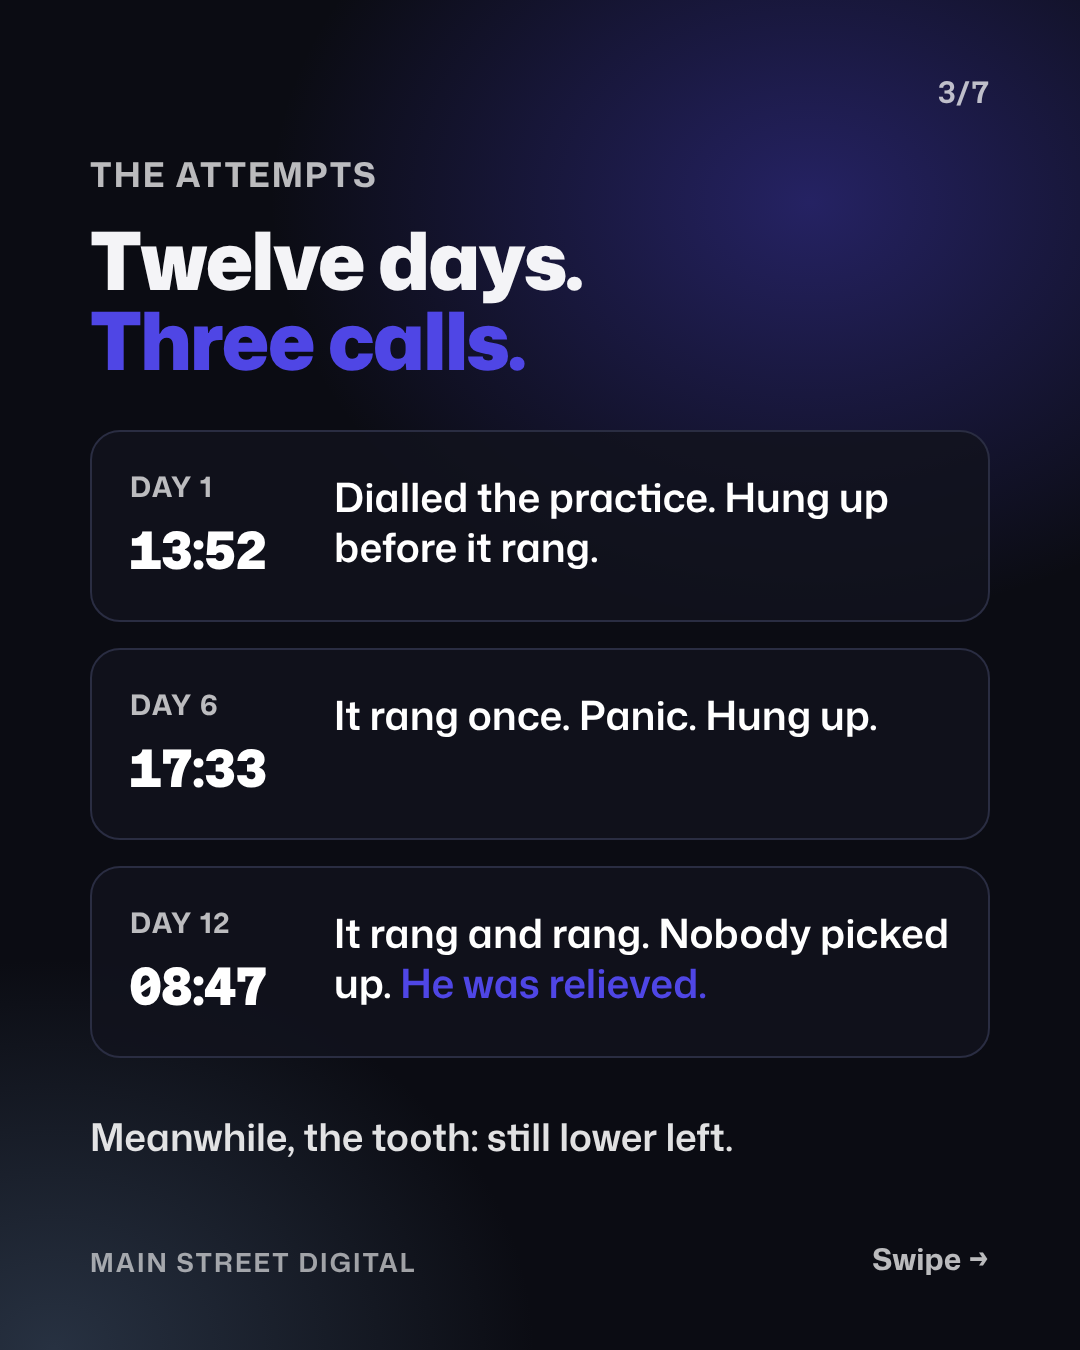 3/7
THE ATTEMPTS
Twelve days.
Three calls.
DAY 1
13:52
Dialled the practice. Hung up
before it rang.
DAY 6
17:33
It rang once. Panic. Hung up.
DAY 12
08:47
It rang and rang. Nobody picked
up. He was relieved.
Meanwhile, the tooth: still lower left.
MAIN STREET DIGITAL
Swipe →